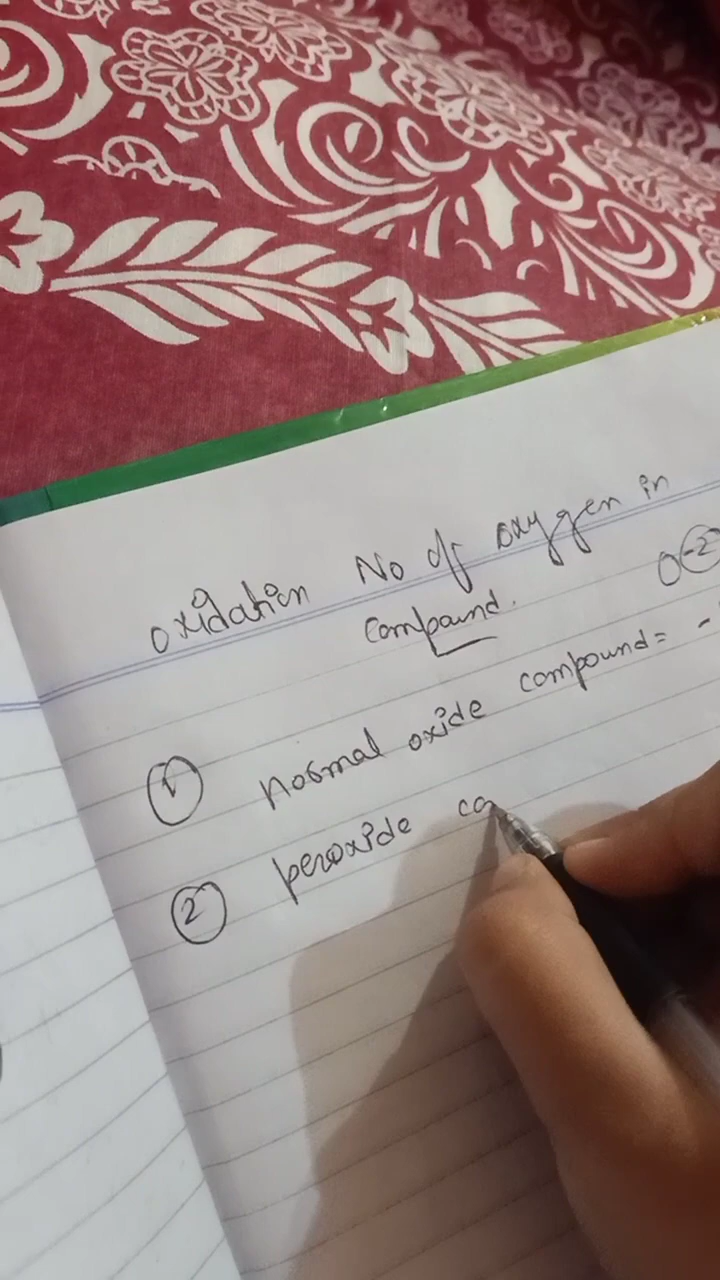 oxidation No of oxygen in
compound.
O -2
① normal oxide compound = -
② peroxide co